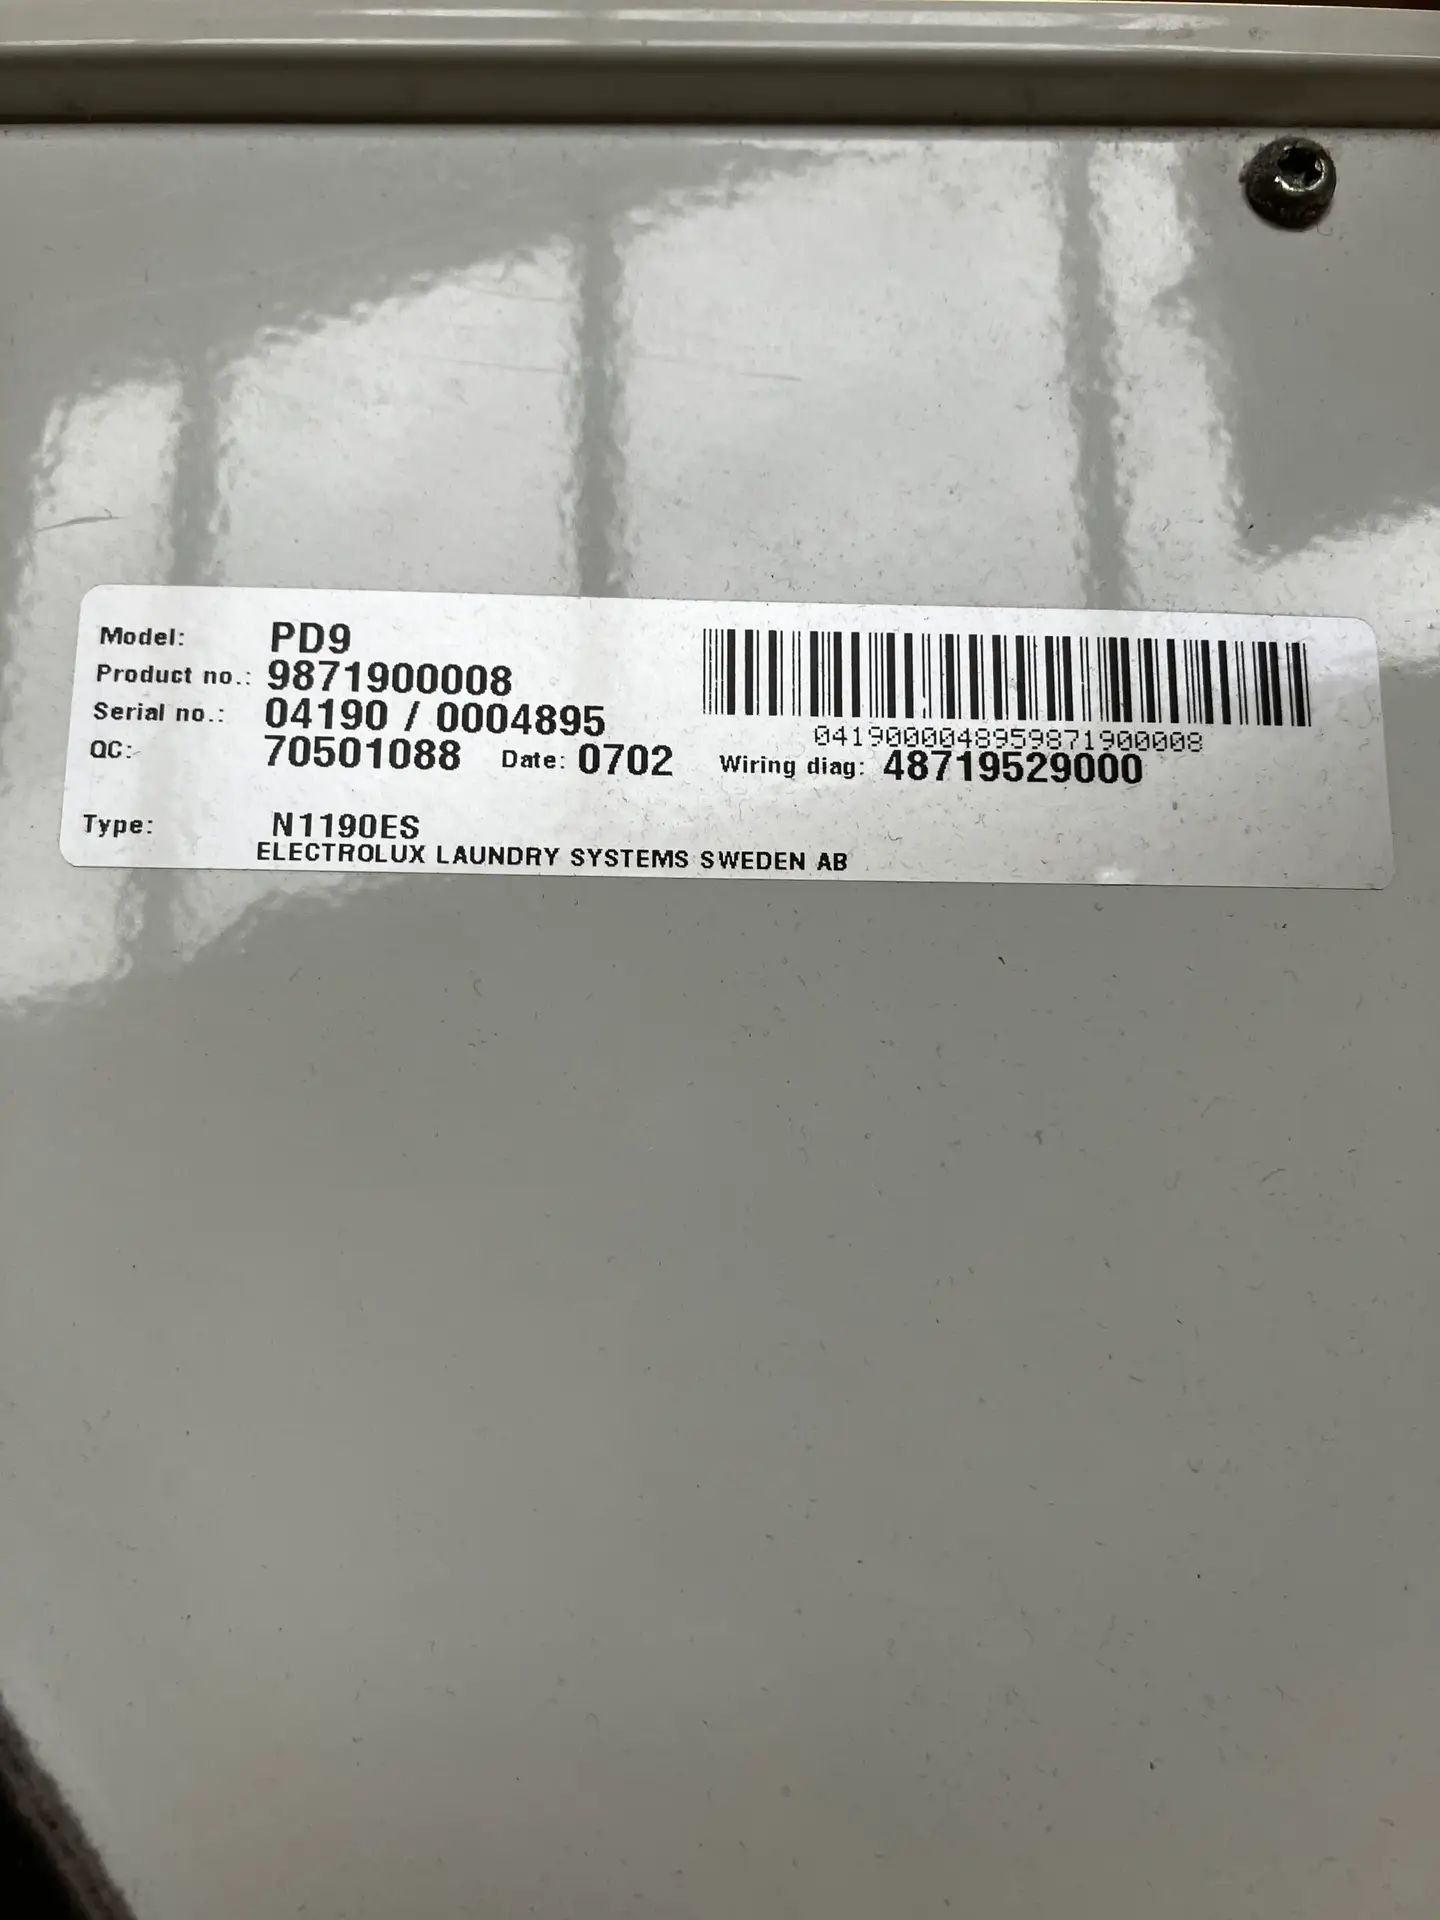 Model: PD9
Product no.: 9871900008
Serial no.: 04190 / 0004895
0419000048959871900008
QC: 70501088 Date: 0702 Wiring diag: 48719529000
Type: N1190ES
ELECTROLUX LAUNDRY SYSTEMS SWEDEN AB